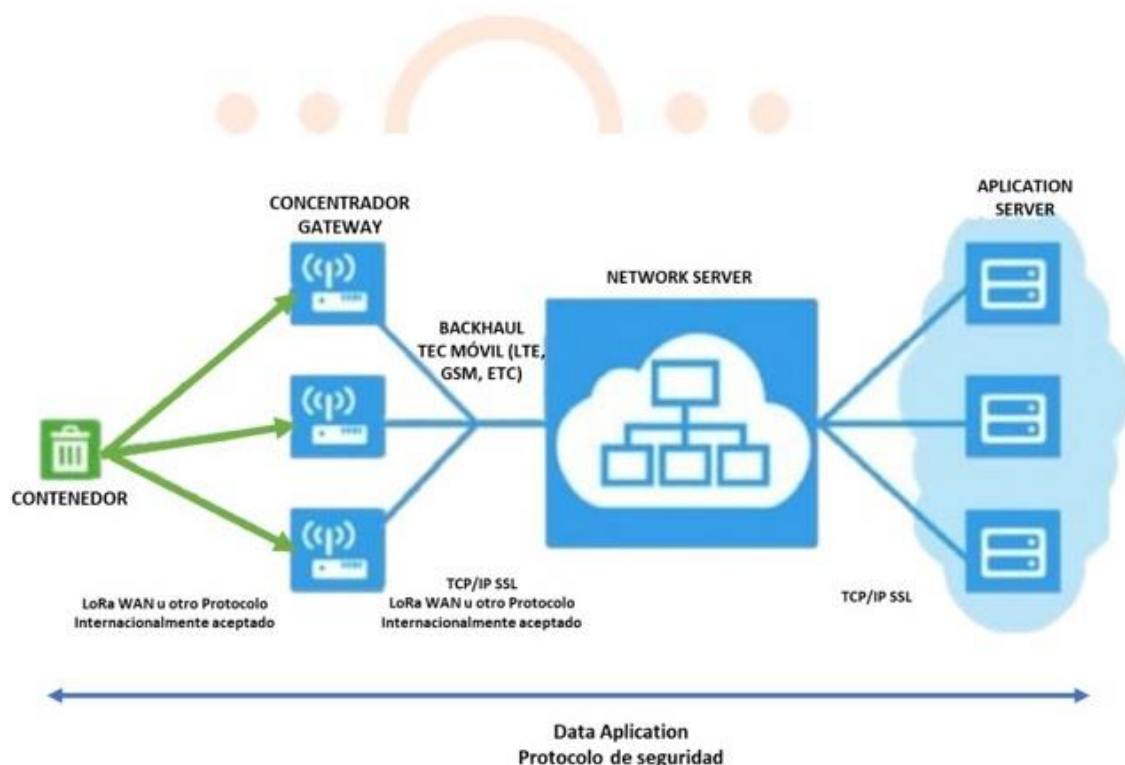 CONCENTRADOR
GATEWAY
APLICATION
SERVER
NETWORK SERVER
BACKHAUL
TEC MÓVIL (LTE,
GSM, ETC)
CONTENEDOR
LoRa WAN u otro Protocolo
Internacionalmente aceptado
TCP/IP SSL
LoRa WAN u otro Protocolo
Internacionalmente aceptado
TCP/IP SSL
Data Aplication
Protocolo de seguridad